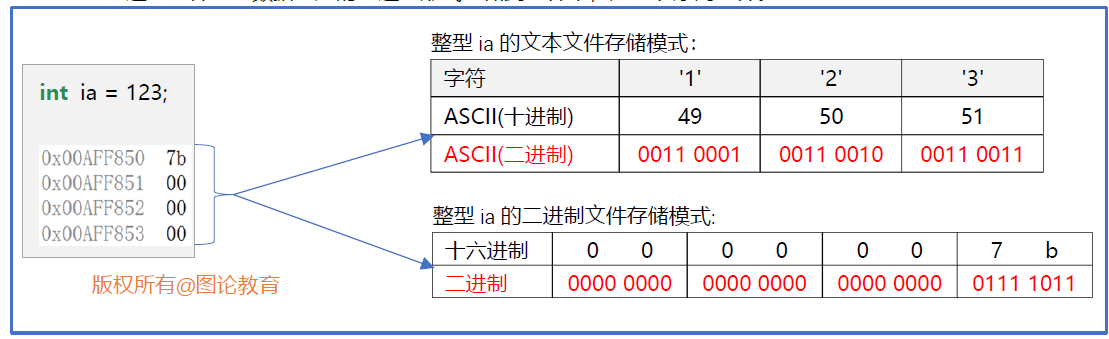 整型 ia 的文本文件存储模式：
int ia = 123;
0x00AFF850 7b
0x00AFF851 00
0x00AFF852 00
0x00AFF853 00
版权所有@图论教育
字符 '1' '2' '3'
ASCII(十进制) 49 50 51
ASCII(二进制) 0011 0001 0011 0010 0011 0011
整型 ia 的二进制文件存储模式:
十六进制 0 0 0 0 0 0 7 b
二进制 0000 0000 0000 0000 0000 0000 0111 1011